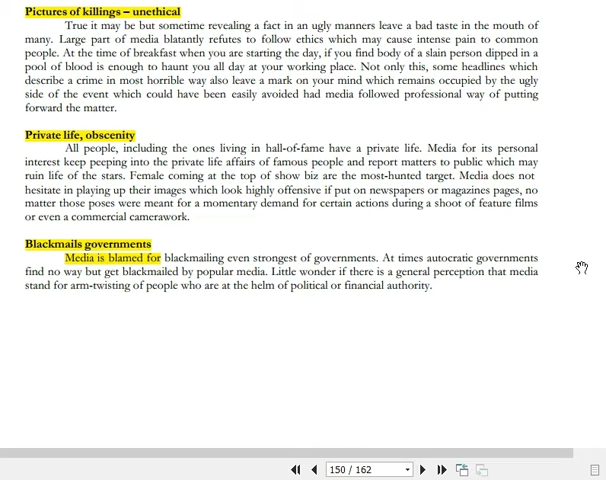 Pictures of killings – unethical
True it may be but sometime revealing a fact in an ugly manners leave a bad taste in the mouth of
many. Large part of media blatantly refutes to follow ethics which may cause intense pain to common
people. At the time of breakfast when you are starting the day, if you find body of a slain person dipped in a
pool of blood is enough to haunt you all day at your working place. Not only this, some headlines which
describe a crime in most horrible way also leave a mark on your mind which remains occupied by the ugly
side of the event which could have been easily avoided had media followed professional way of putting
forward the matter.
Private life, obscenity
All people, including the ones living in hall-of-fame have a private life. Media for its personal
interest keep peeping into the private life affairs of famous people and report matters to public which may
ruin life of the stars. Female coming at the top of show biz are the most-hunted target. Media does not
hesitate in playing up their images which look highly offensive if put on newspapers or magazines pages, no
matter those poses were meant for a momentary demand for certain actions during a shoot of feature films
or even a commercial camerawork.
Blackmails governments
Media is blamed for blackmailing even strongest of governments. At times autocratic governments
find no way but get blackmailed by popular media. Little wonder if there is a general perception that media
stand for arm-twisting of people who are at the helm of political or financial authority.
150 / 162